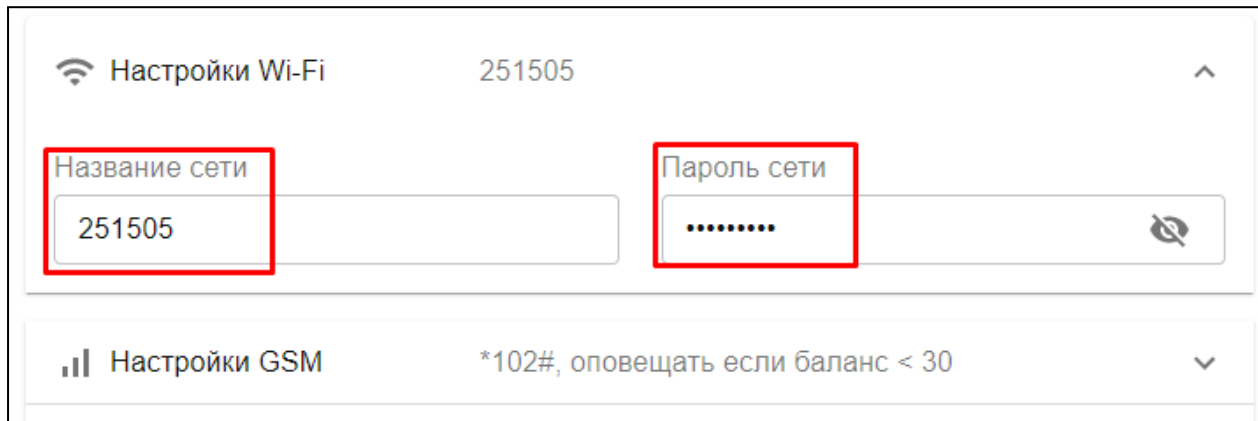 Настройки Wi-Fi 251505
Название сети Пароль сети
251505 •••••••••
Настройки GSM *102#, оповещать если баланс < 30